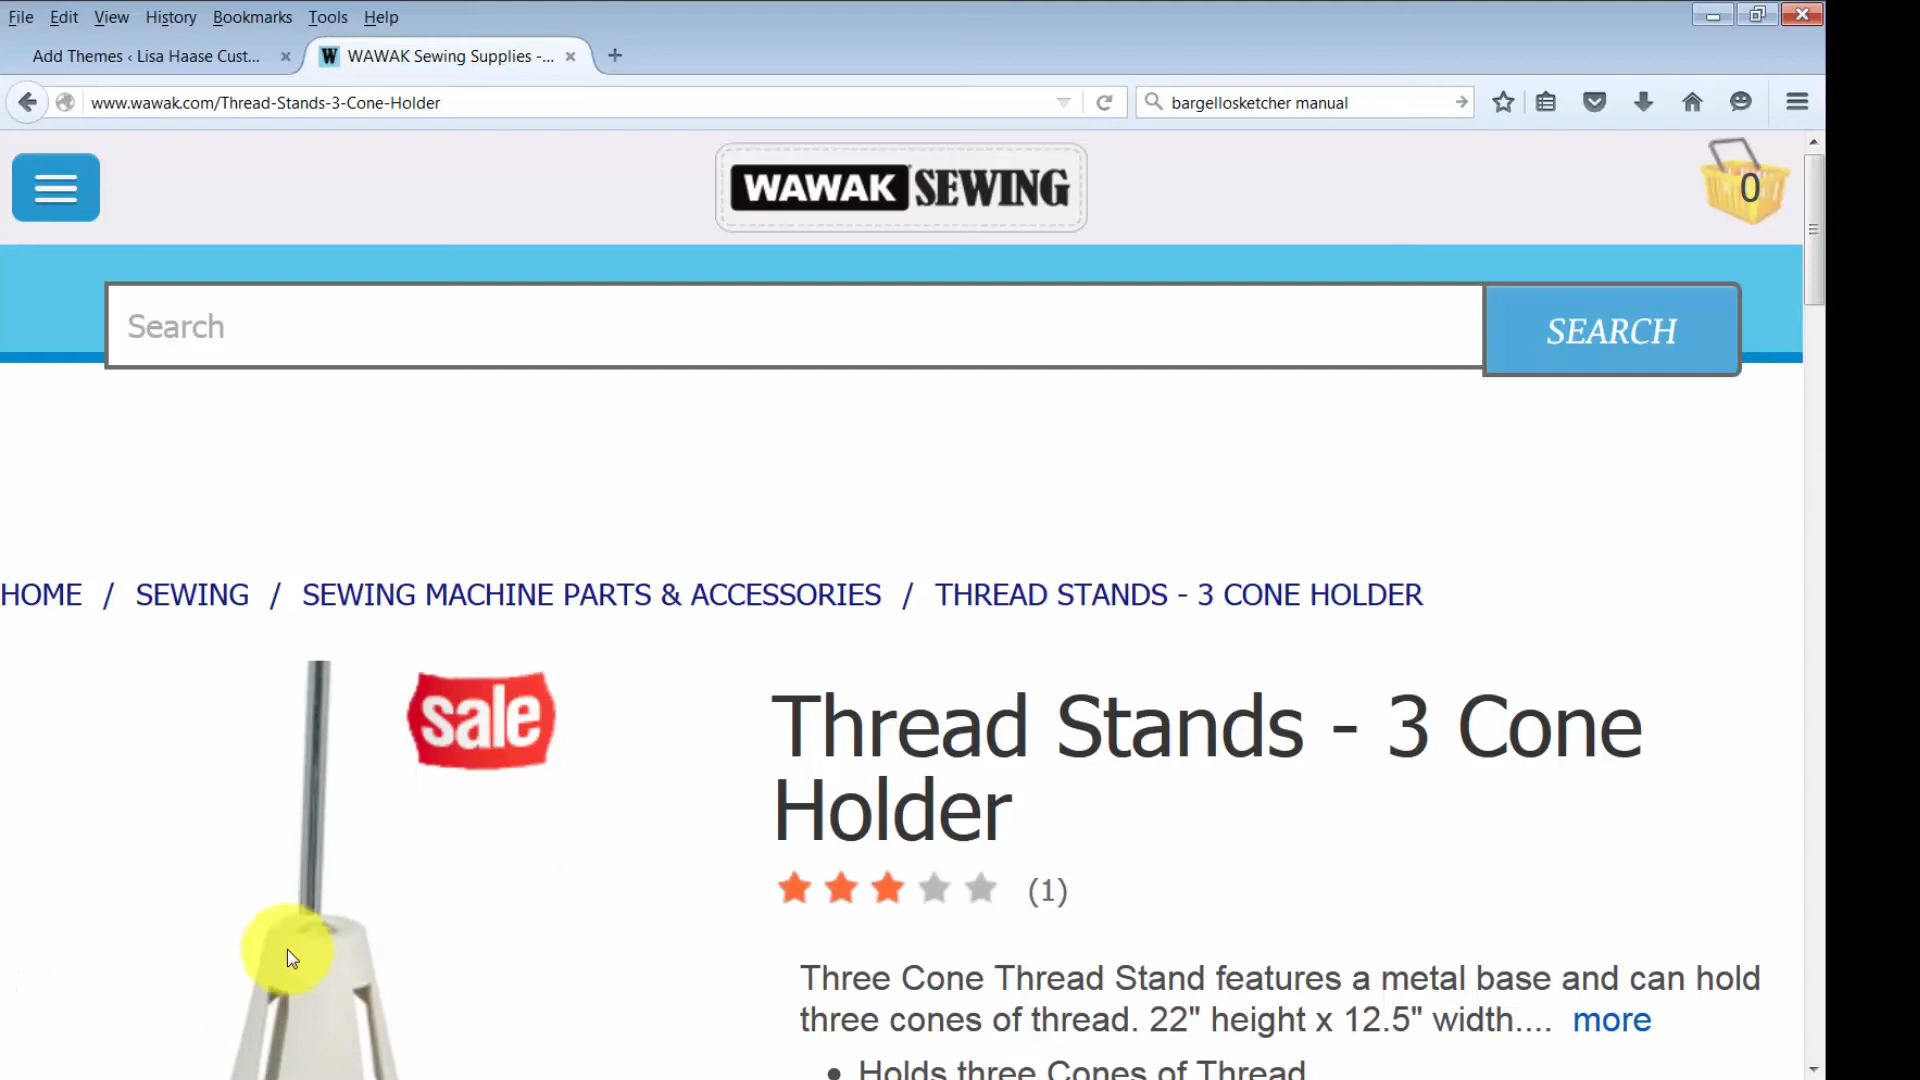 File Edit View History Bookmarks Tools Help
Add Themes ‹ Lisa Haase Cust...
W WAWAK Sewing Supplies -...
www.wawak.com/Thread-Stands-3-Cone-Holder
bargellosketcher manual
WAWAK SEWING
0
Search
SEARCH
HOME / SEWING / SEWING MACHINE PARTS & ACCESSORIES / THREAD STANDS - 3 CONE HOLDER
sale
Thread Stands - 3 Cone
Holder
(1)
Three Cone Thread Stand features a metal base and can hold
three cones of thread. 22" height x 12.5" width.... more
• Holds three Cones of Thread